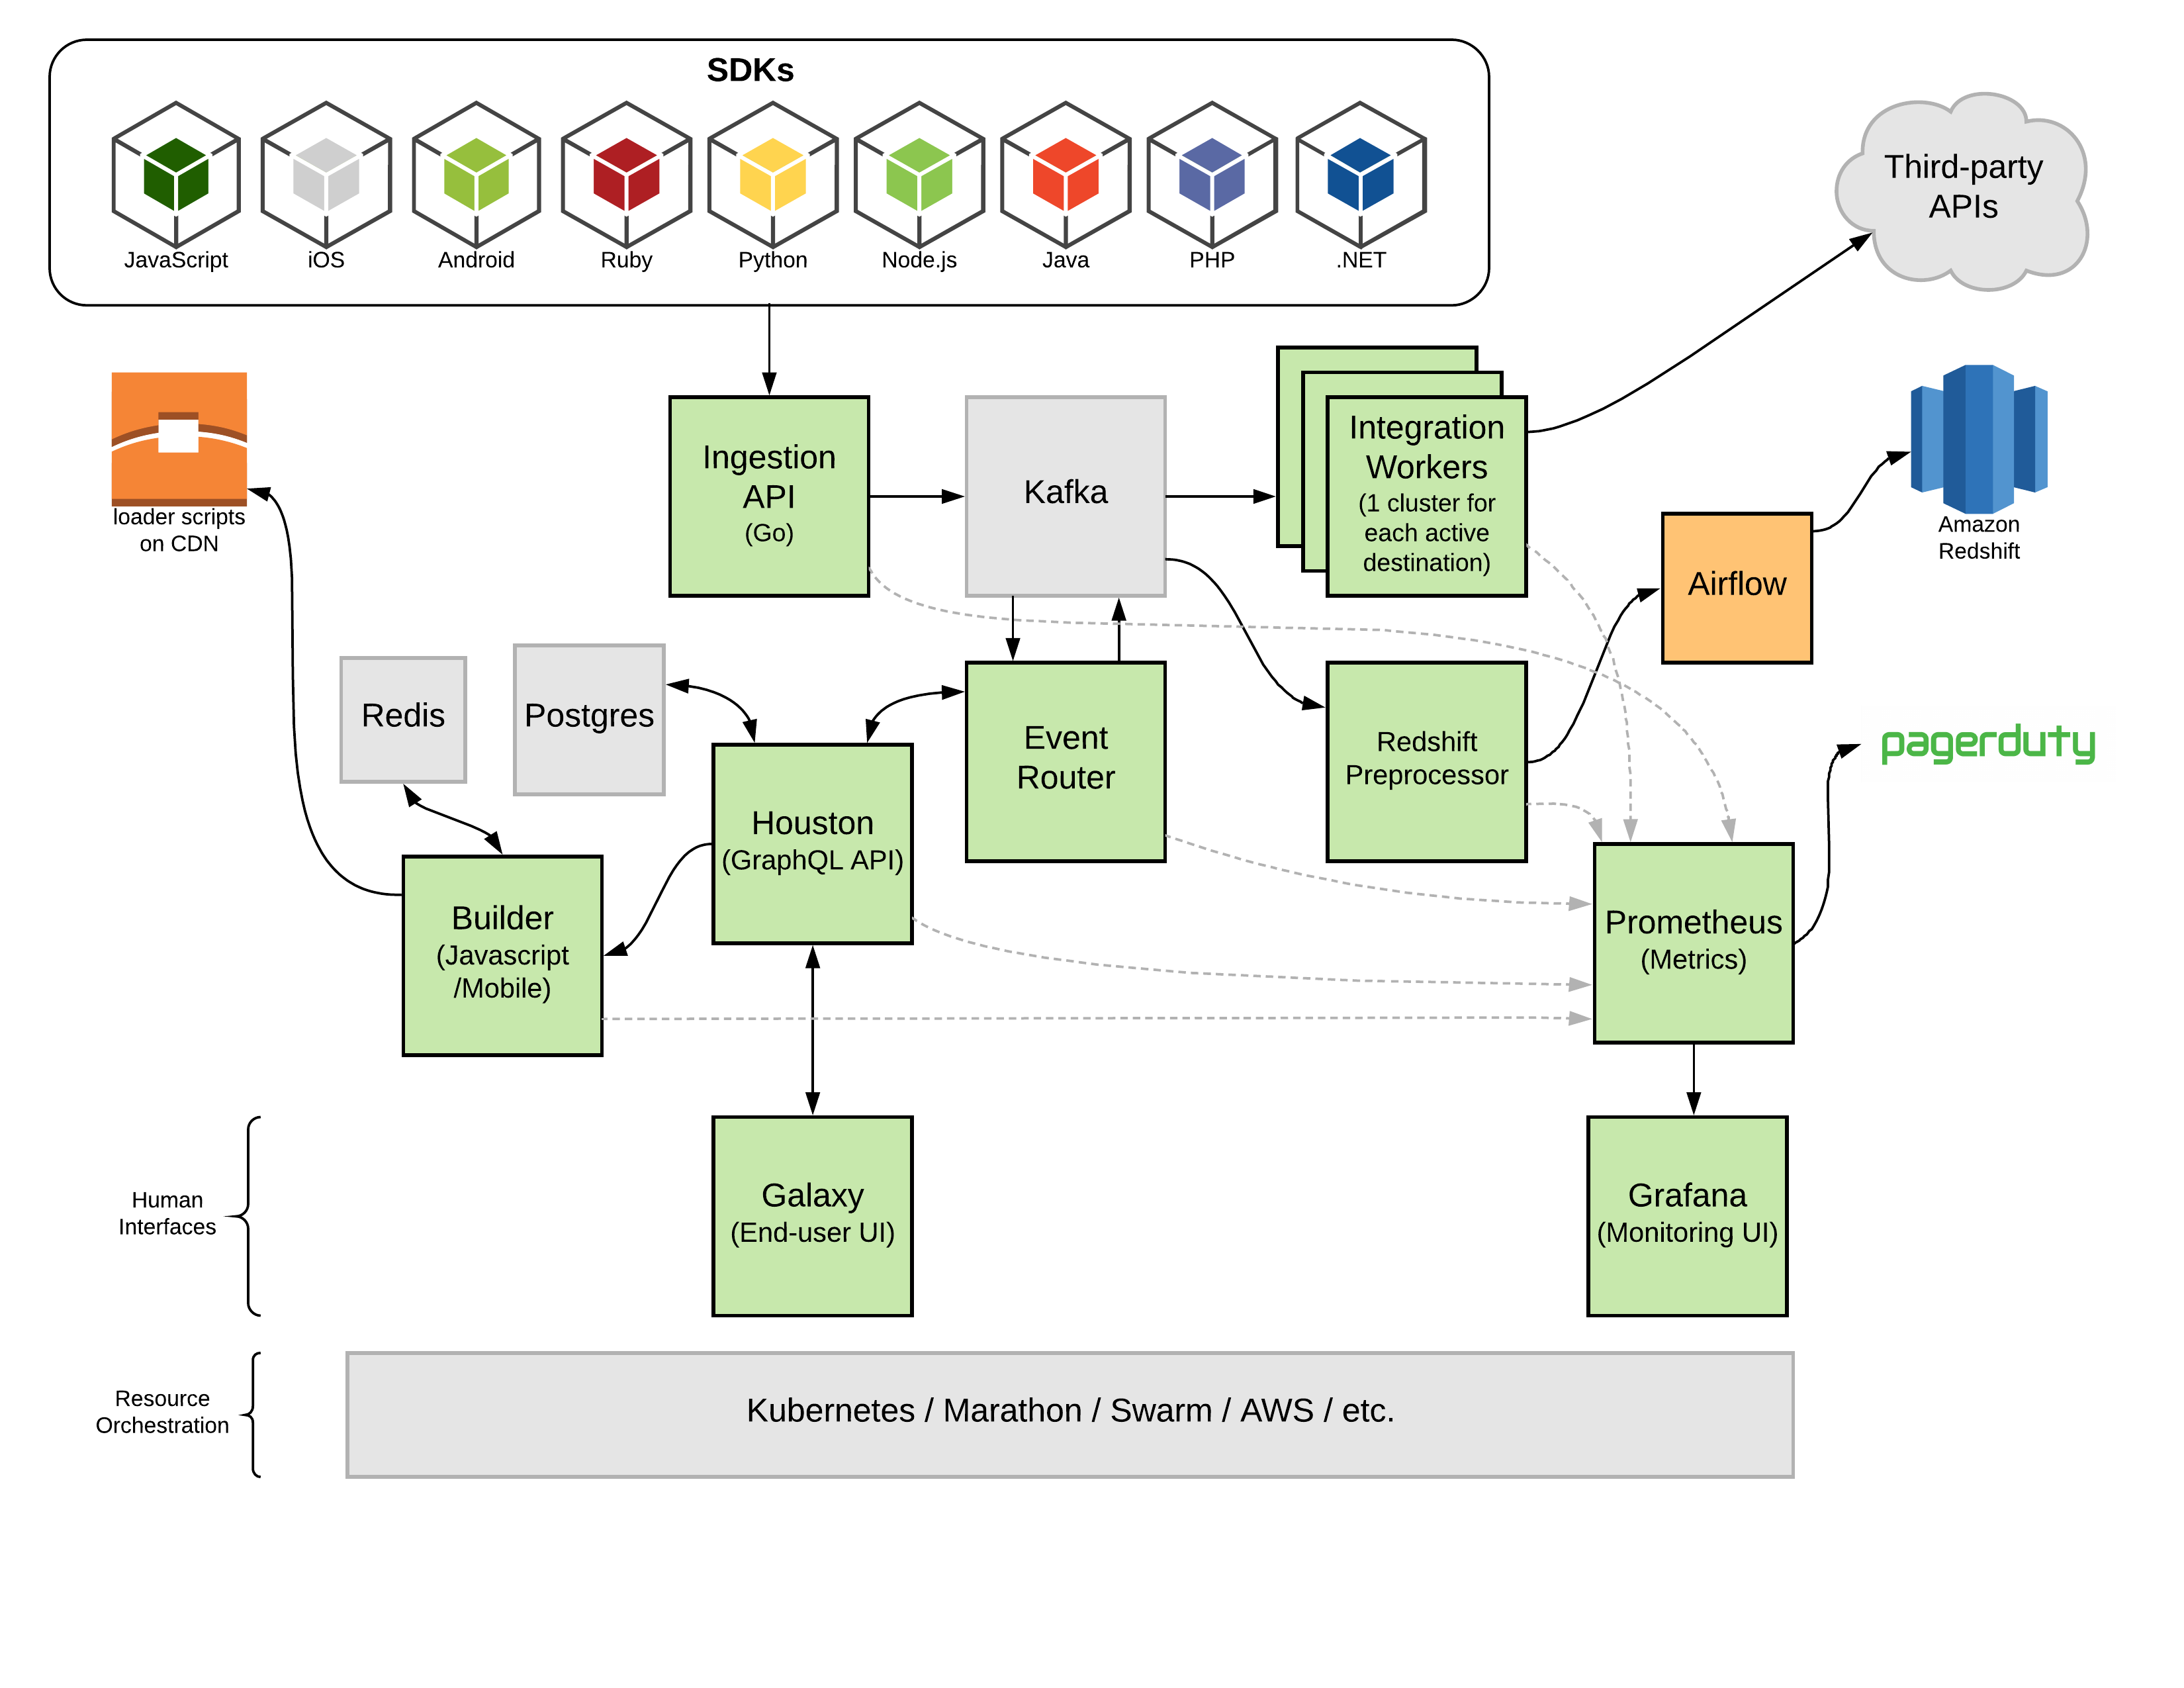 SDKs
JavaScript
iOS
Android
Ruby
Python
Node.js
Java
PHP
.NET
Third-party
APIs
loader scripts
on CDN
Ingestion
API
(Go)
Kafka
Integration
Workers
(1 cluster for
each active
destination)
Amazon
Redshift
Airflow
Redis
Postgres
Houston
(GraphQL API)
Event
Router
Redshift
Preprocessor
pagerduty
Builder
(Javascript
/Mobile)
Prometheus
(Metrics)
Human
Interfaces
Galaxy
(End-user UI)
Grafana
(Monitoring UI)
Resource
Orchestration
Kubernetes / Marathon / Swarm / AWS / etc.